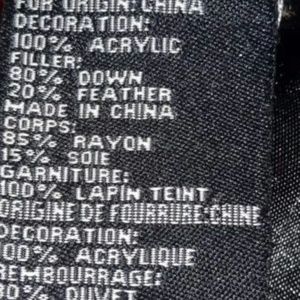 FUR ORIGIN: CHINA
DECORATION:
100% ACRYLIC
FILLER:
80% DOWN
20% FEATHER
MADE IN CHINA
CORPS:
85% RAYON
15% SOIE
GARNITURE:
100% LAPIN TEINT
ORIGINE DE FOURRURE:CHINE
DECORATION:
100% ACRYLIQUE
REMBOURRAGE:
80% DUVET